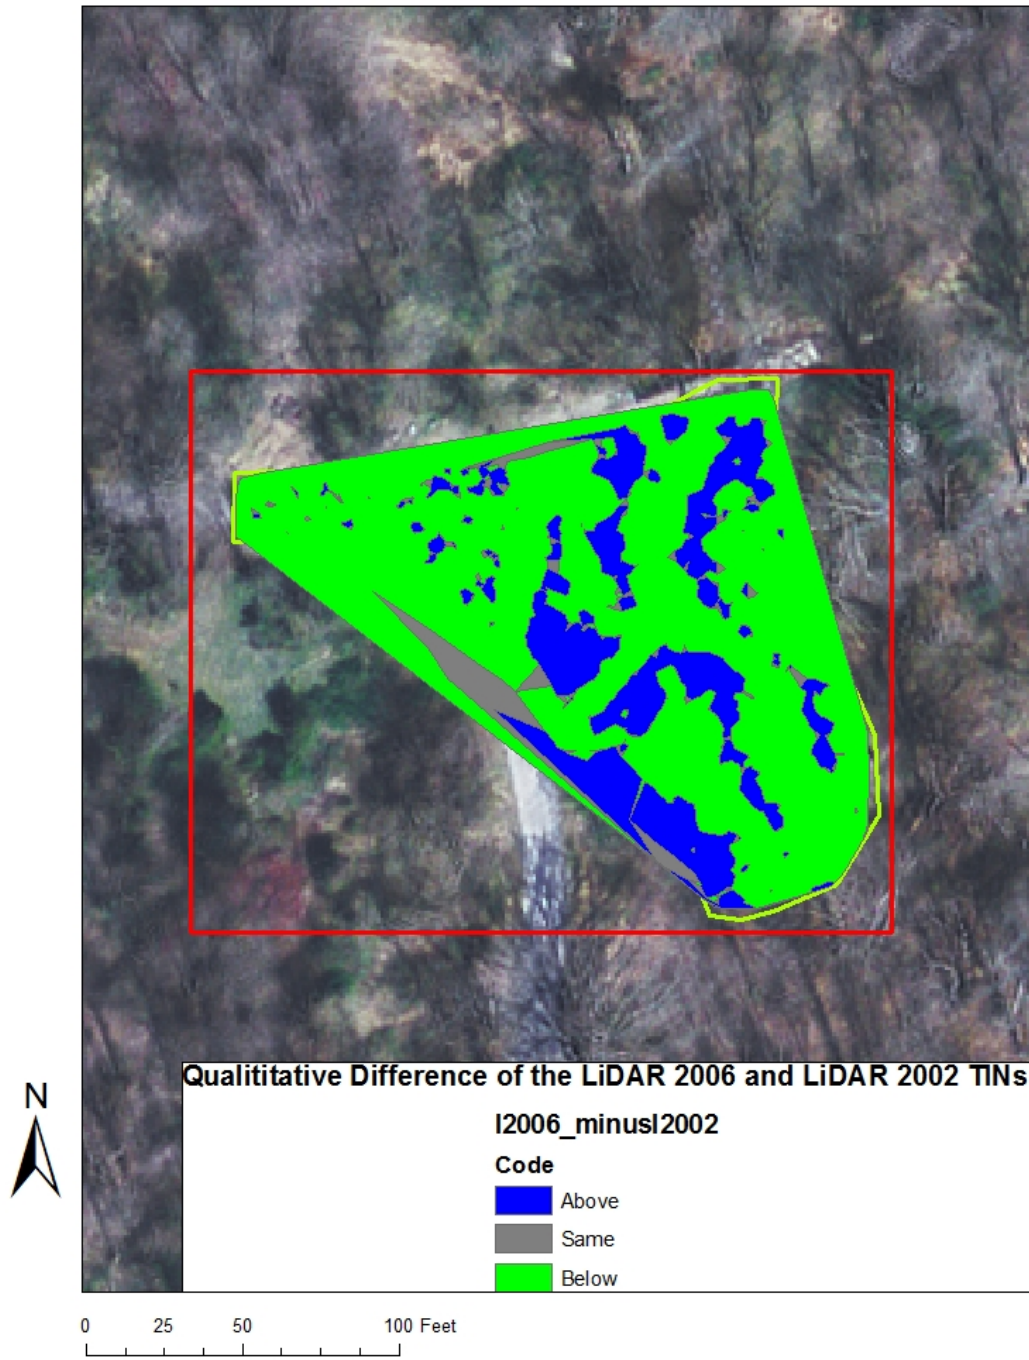 Qualititative Difference of the LiDAR 2006 and LiDAR 2002 TINs
l2006_minusl2002
Code
Above
Same
Below
N
0 25 50 100 Feet